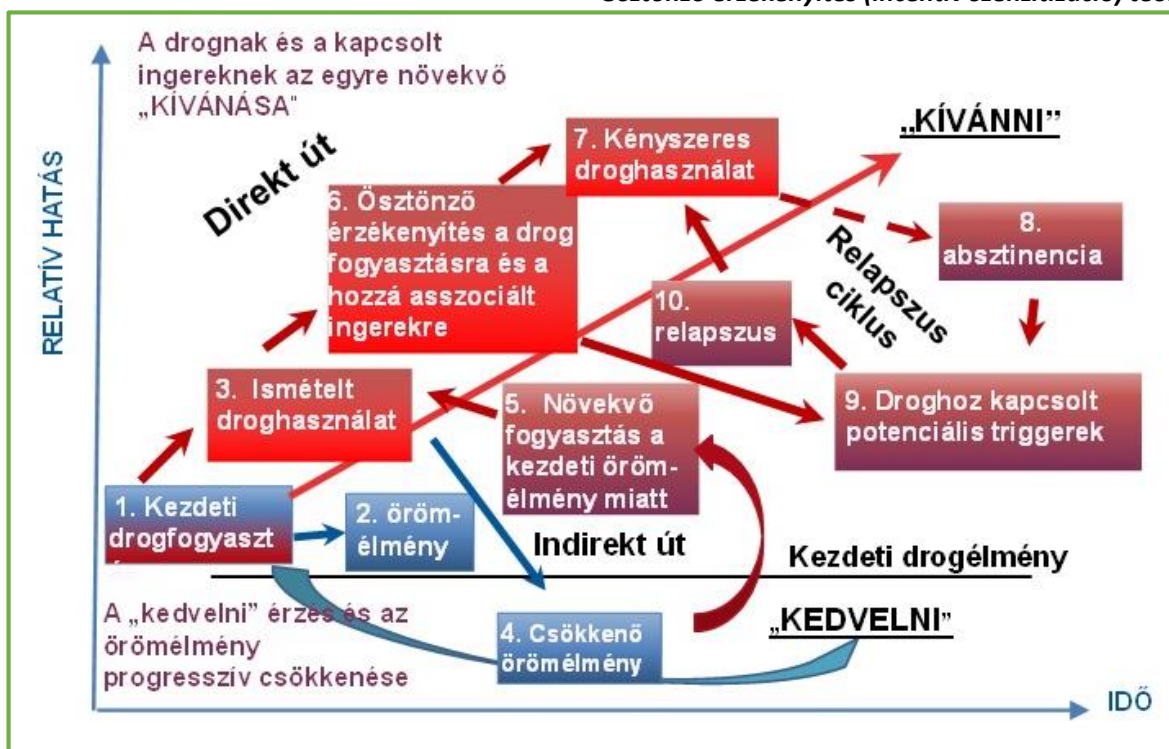 A drognak és a kapcsolt
ingereknek az egyre növekvő
„KÍVÁNÁSA"
RELATÍV HATÁS
Direkt út
„KÍVÁNNI”
7. Kényszeres
droghasználat
6. Ösztönző
érzékenyítés a drog
fogyasztásra és a
hozzá asszociált
ingerekre
8.
absztinencia
Relapszus
ciklus
10.
relapszus
3. Ismételt
droghasználat
5. Növekvő
fogyasztás a
kezdeti öröm-
élmény miatt
9. Droghoz kapcsolt
potenciális triggerek
1. Kezdeti
drogfogyaszt
2. öröm-
élmény
Indirekt út
Kezdeti drogélmény
A „kedvelni” érzés és az
örömélmény
progresszív csökkenése
4. Csökkenő
örömélmény
„KEDVELNI”
IDŐ